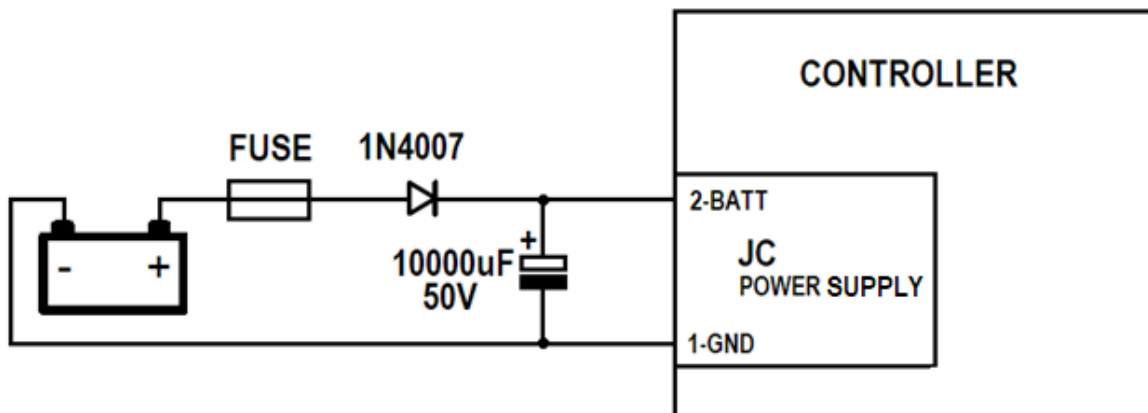 CONTROLLER
FUSE
1N4007
-
+
+
10000uF
50V
2-BATT
JC
POWER SUPPLY
1-GND